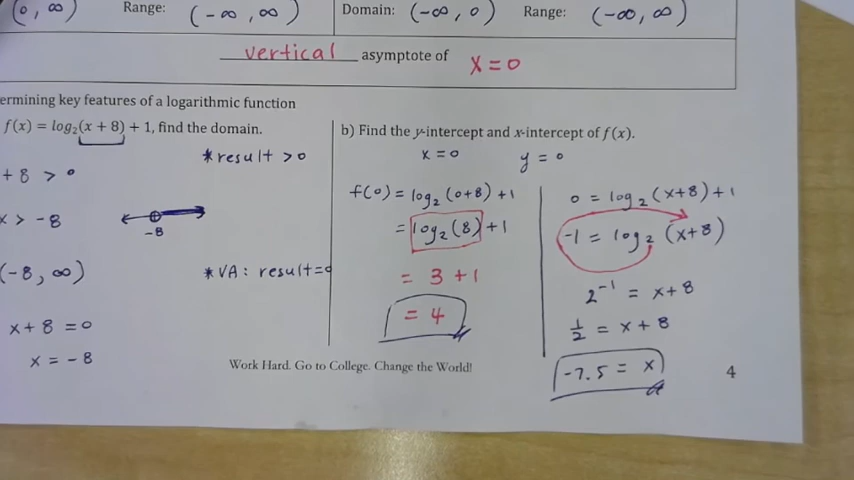 (0, ∞) Range: (-∞, ∞) Domain: (-∞, 0) Range: (-∞, ∞)
vertical asymptote of x = 0
ermining key features of a logarithmic function
f(x) = log₂(x + 8) + 1, find the domain.
+ 8 > 0
* result > 0
x > -8
-8
(-8, ∞)
* VA: result = 0
x + 8 = 0
x = -8
b) Find the y-intercept and x-intercept of f(x).
x = 0
f(0) = log₂(0+8) + 1
= log₂(8) + 1
= 3 + 1
= 4
y = 0
0 = log₂(x+8) + 1
-1 = log₂(x+8)
2⁻¹ = x + 8
1/2 = x + 8
-7.5 = x
Work Hard. Go to College. Change the World!
4